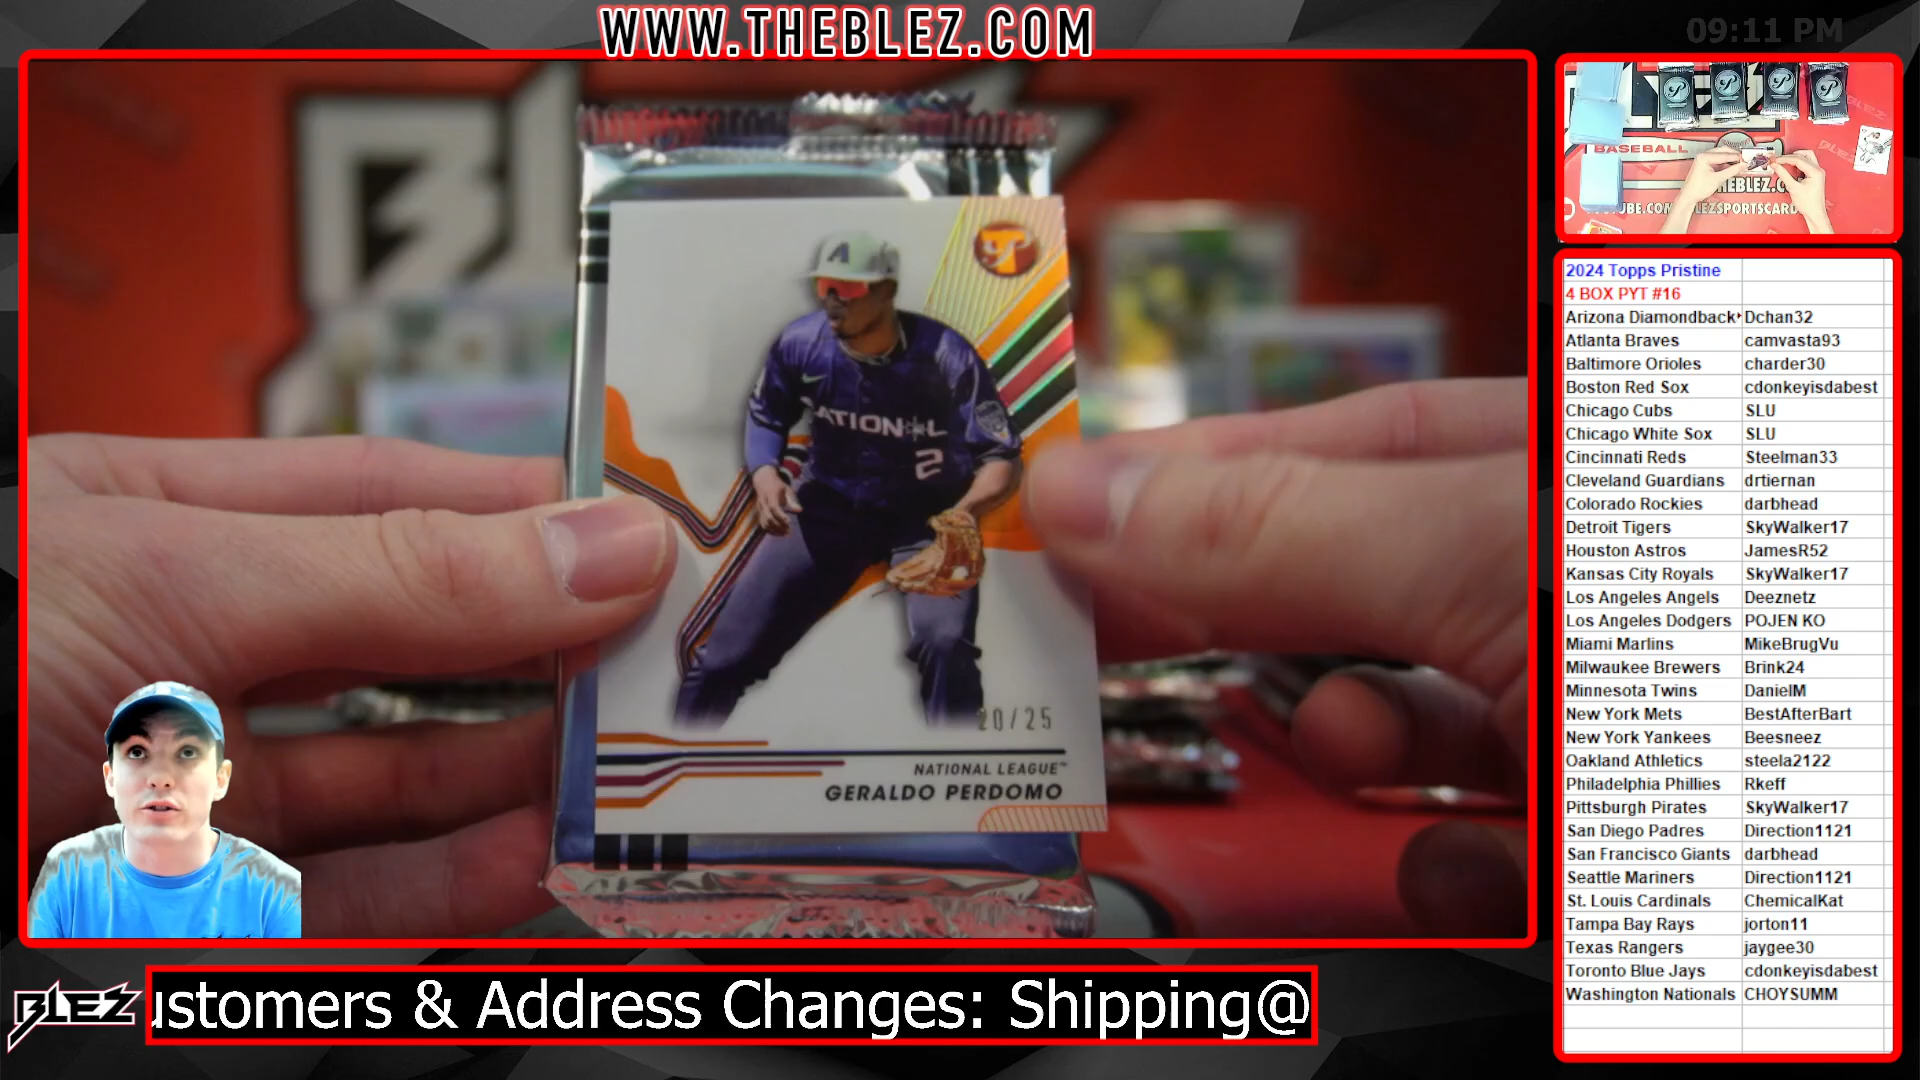 WWW.THEBLEZ.COM
09:11 PM
A
NATIONAL
2
20/25
NATIONAL LEAGUE™
GERALDO PERDOMO
BASEBALL
2024 Topps Pristine
4 BOX PYT #16
Arizona Diamondback Dchan32
Atlanta Braves camvasta93
Baltimore Orioles charder30
Boston Red Sox cdonkeyisdabest
Chicago Cubs SLU
Chicago White Sox SLU
Cincinnati Reds Steelman33
Cleveland Guardians drtiernan
Colorado Rockies darbhead
Detroit Tigers SkyWalker17
Houston Astros JamesR52
Kansas City Royals SkyWalker17
Los Angeles Angels Deeznetz
Los Angeles Dodgers POJEN KO
Miami Marlins MikeBrugVu
Milwaukee Brewers Brink24
Minnesota Twins DanielM
New York Mets BestAfterBart
New York Yankees Beesneez
Oakland Athletics steela2122
Philadelphia Phillies Rkeff
Pittsburgh Pirates SkyWalker17
San Diego Padres Direction1121
San Francisco Giants darbhead
Seattle Mariners Direction1121
St. Louis Cardinals ChemicalKat
Tampa Bay Rays jorton11
Texas Rangers jaygee30
Toronto Blue Jays cdonkeyisdabest
Washington Nationals CHOYSUMM
BLEZ
ustomers & Address Changes: Shipping@